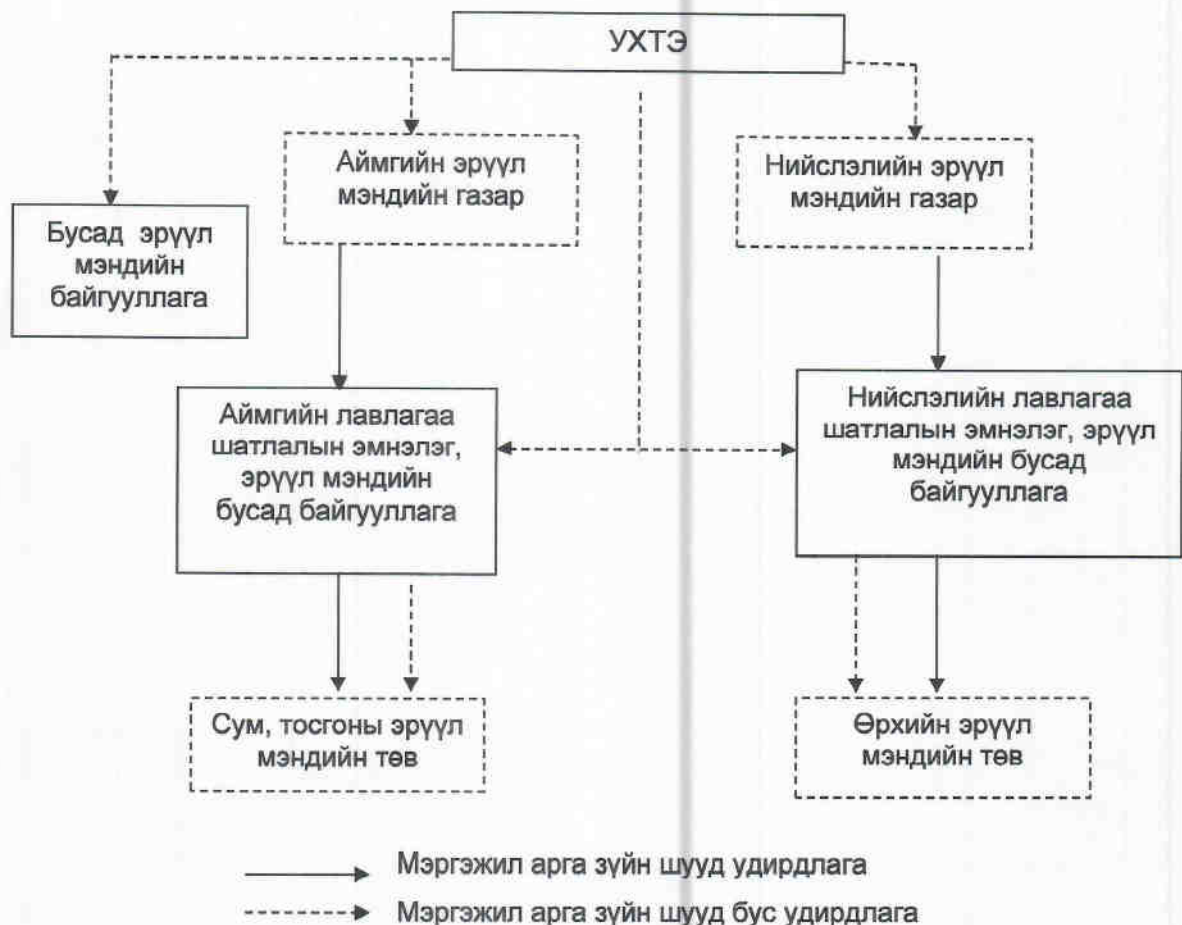 УХТЭ
Аймгийн эрүүл
мэндийн газар
Нийслэлийн эрүүл
мэндийн газар
Бусад эрүүл
мэндийн
байгууллага
Аймгийн лавлагаа
шатлалын эмнэлэг,
эрүүл мэндийн
бусад байгууллага
Нийслэлийн лавлагаа
шатлалын эмнэлэг, эрүүл
мэндийн бусад
байгууллага
Сум, тосгоны эрүүл
мэндийн төв
Өрхийн эрүүл
мэндийн төв
Мэргэжил арга зүйн шууд удирдлага
Мэргэжил арга зүйн шууд бус удирдлага